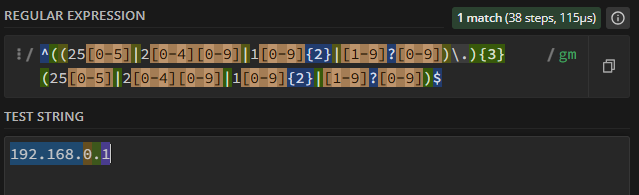 REGULAR EXPRESSION
1 match (38 steps, 115μs)
/ ^((25[0-5]|2[0-4][0-9]|1[0-9]{2}|[1-9]?[0-9])\.){3} / gm
(25[0-5]|2[0-4][0-9]|1[0-9]{2}|[1-9]?[0-9])$
TEST STRING
192.168.0.1